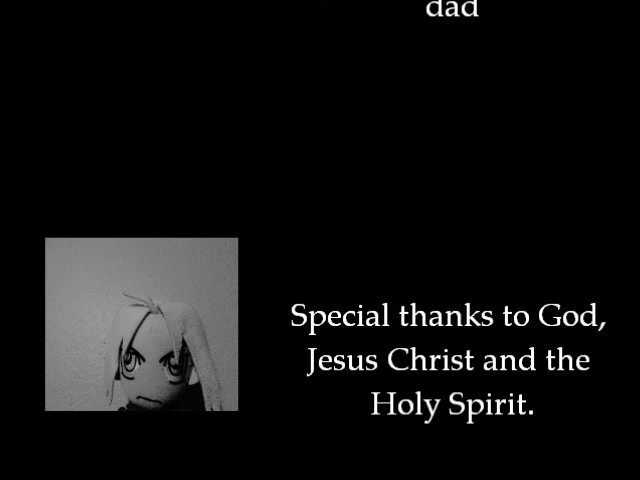 dad
Special thanks to God,
Jesus Christ and the
Holy Spirit.